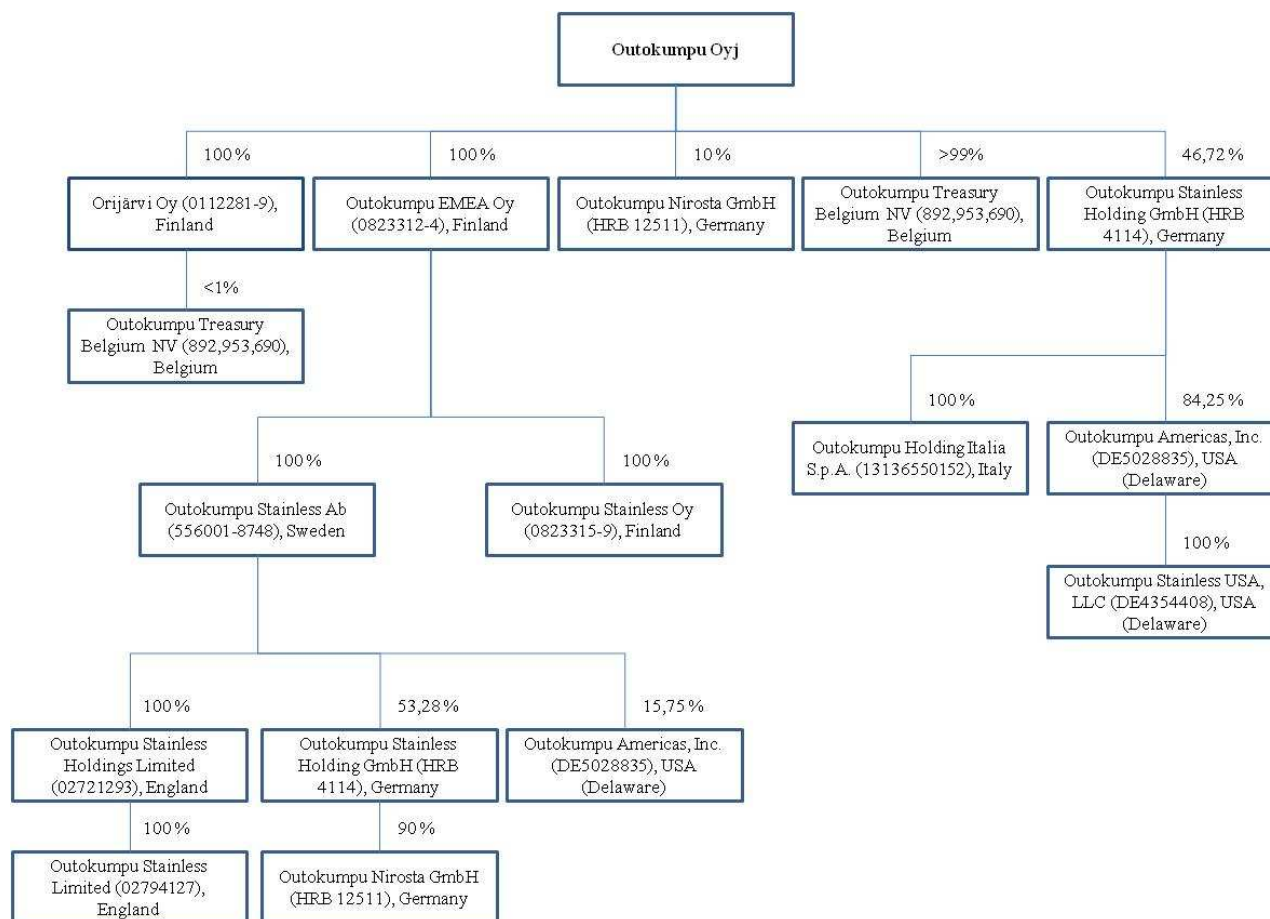 Outokumpu Oyj
100%
100%
10%
>99%
46,72%
Orijärvi Oy (0112281-9),
Finland
Outokumpu EMEA Oy
(0823312-4), Finland
Outokumpu Nirosta GmbH
(HRB 12511), Germany
Outokumpu Treasury
Belgium NV (892,953,690),
Belgium
Outokumpu Stainless
Holding GmbH (HRB
4114), Germany
<1%
Outokumpu Treasury
Belgium NV (892,953,690),
Belgium
100%
84,25%
Outokumpu Holding Italia
S.p.A. (13136550152), Italy
Outokumpu Americas, Inc.
(DE5028835), USA
(Delaware)
100%
100%
Outokumpu Stainless Ab
(556001-8748), Sweden
Outokumpu Stainless Oy
(0823315-9), Finland
100%
Outokumpu Stainless USA,
LLC (DE4354408), USA
(Delaware)
100%
53,28%
15,75%
Outokumpu Stainless
Holdings Limited
(02721293), England
Outokumpu Stainless
Holding GmbH (HRB
4114), Germany
Outokumpu Americas, Inc.
(DE5028835), USA
(Delaware)
100%
90%
Outokumpu Stainless
Limited (02794127),
England
Outokumpu Nirosta GmbH
(HRB 12511), Germany